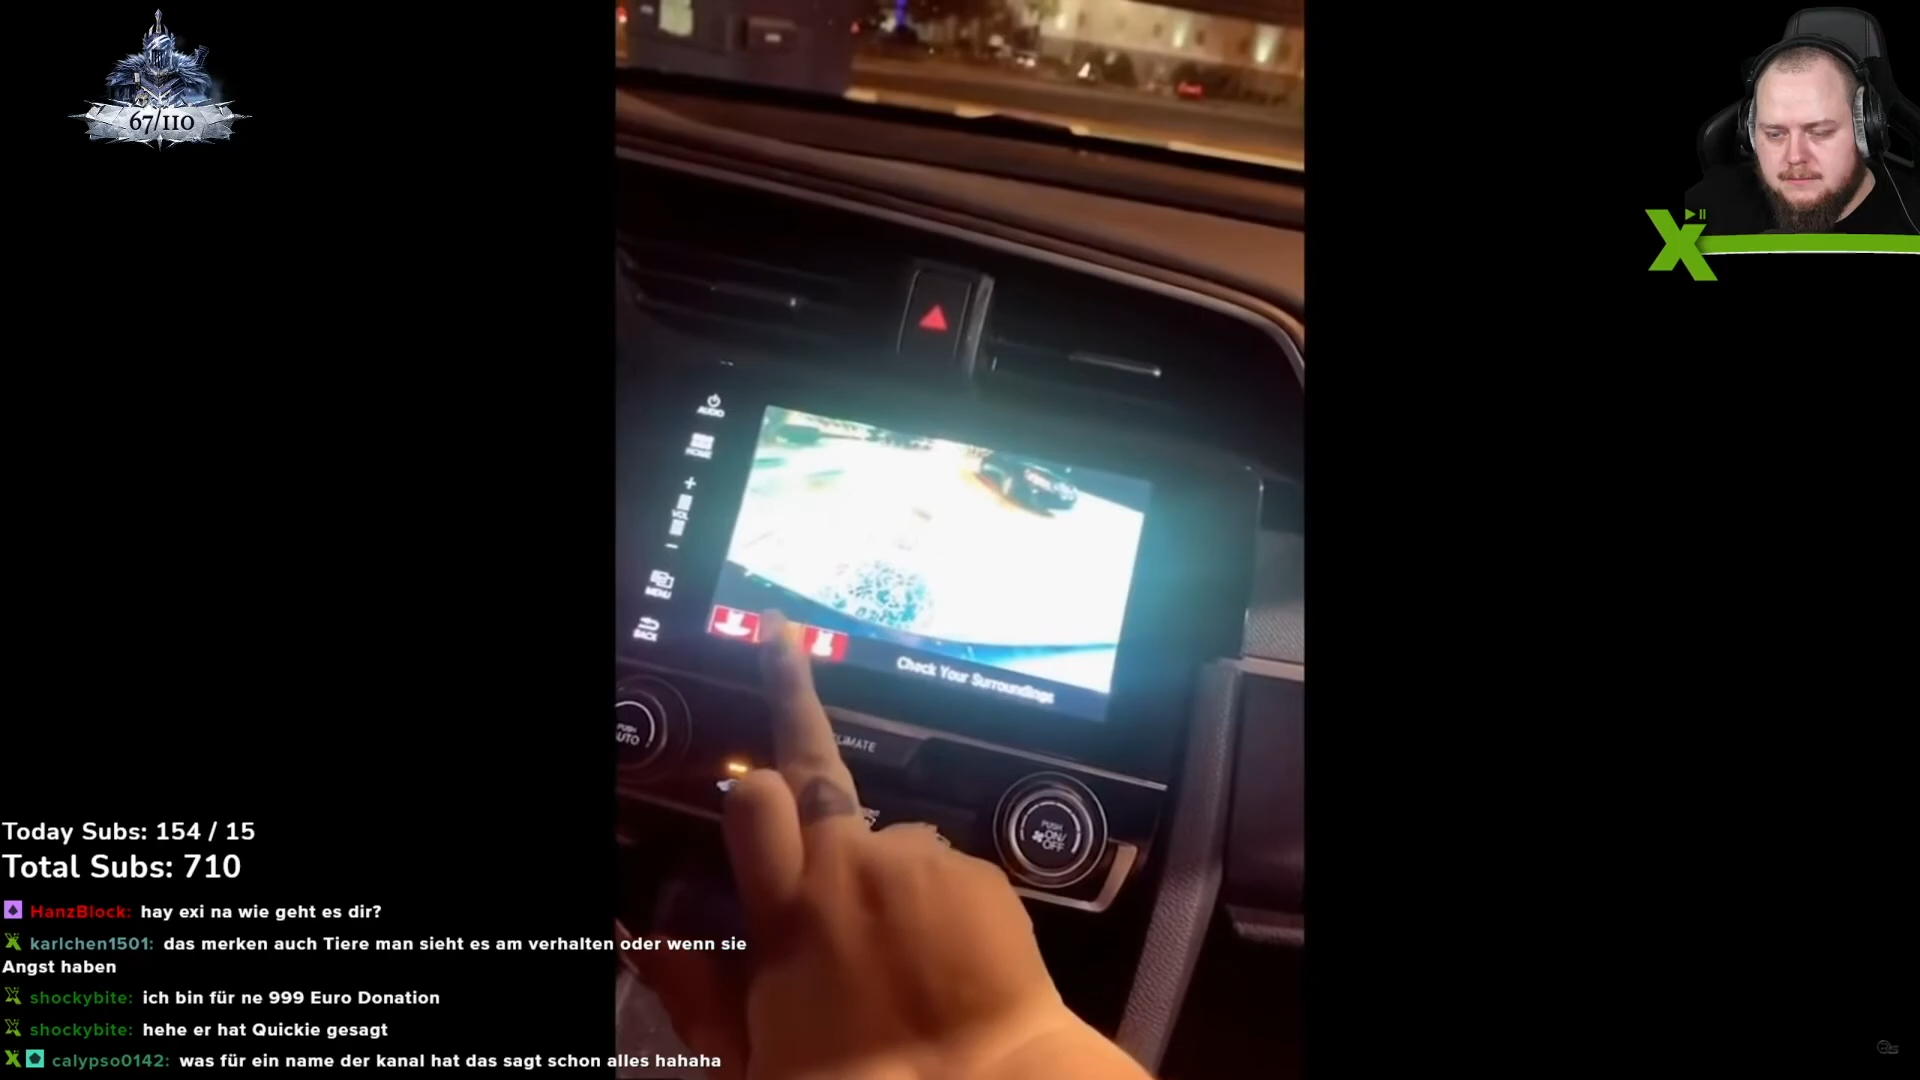 67/110
AUDIO
HOME
+
VOL
-
MENU
BACK
Check Your Surroundings
PUSH
AUTO
CLIMATE
PUSH
ON/
OFF
Today Subs: 154 / 15
Total Subs: 710
HanzBlock: hay exi na wie geht es dir?
karlchen1501: das merken auch Tiere man sieht es am verhalten oder wenn sie
Angst haben
shockybite: ich bin für ne 999 Euro Donation
shockybite: hehe er hat Quickie gesagt
calypso0142: was für ein name der kanal hat das sagt schon alles hahaha